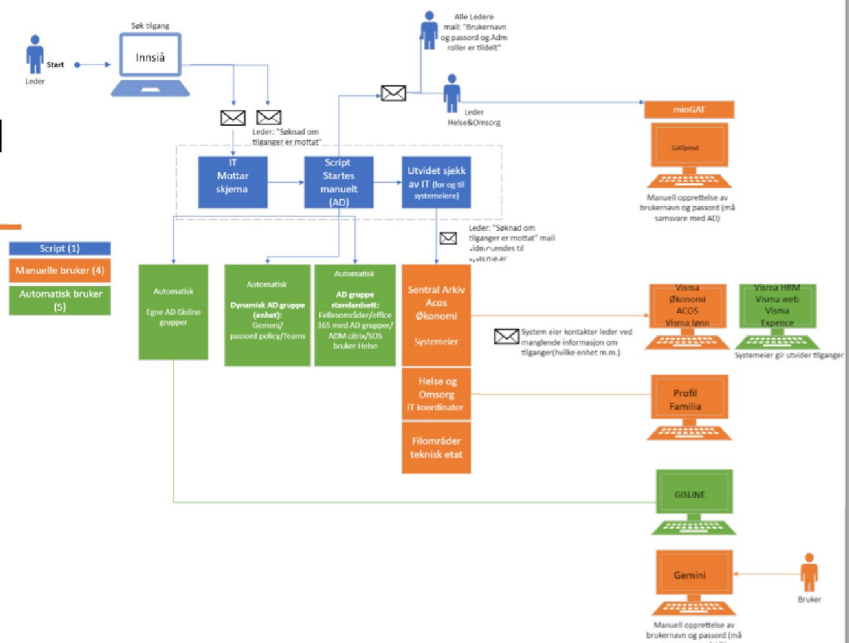 Søk tilgang
Innsiå
Start
Leder
Alle Ledere
mail: "Brukernavn
og passord og Adm
roller er tildelt"
Leder
Helse&Omsorg
Leder: "Søknad om
tilganger er mottat"
minGAT
GATprod
Manuell opprettelse av
brukernavn og passord (må
samsvare med AD)
IT
Mottar
skjema
Script
Startes
manuelt
(AD)
Utvidet sjekk
av IT (for og til
systemeiere)
Leder: "Søknad om
tilganger er mottat" mail
til
Script (1)
Manuelle bruker (4)
Automatisk bruker
(5)
Automatisk
Egne AD Gisline
grupper
Automatisk
Dynamisk AD gruppe
(enhet):
Gemeni/
passord policy/Teams
Automatisk
AD gruppe
standardsett:
Fellesområder/office
365 med AD grupper/
ADM citrix/SOS
bruker Helse
Sentral Arkiv
Acos
Økonomi
Systemeier
Helse og
Omsorg
IT koordinator
Filområder
teknisk etat
System eier kontakter leder ved
manglende informasjon om
tilganger(hvilke enhet m.m.)
Visma
Økonomi
ACOS
Visma lønn
Visma HRM
Visma web
Visma
Expence
Systemeier gir utvider tilganger
Profil
Familia
GISLINE
Gemini
Bruker
Manuell opprettelse av
brukernavn og passord (må